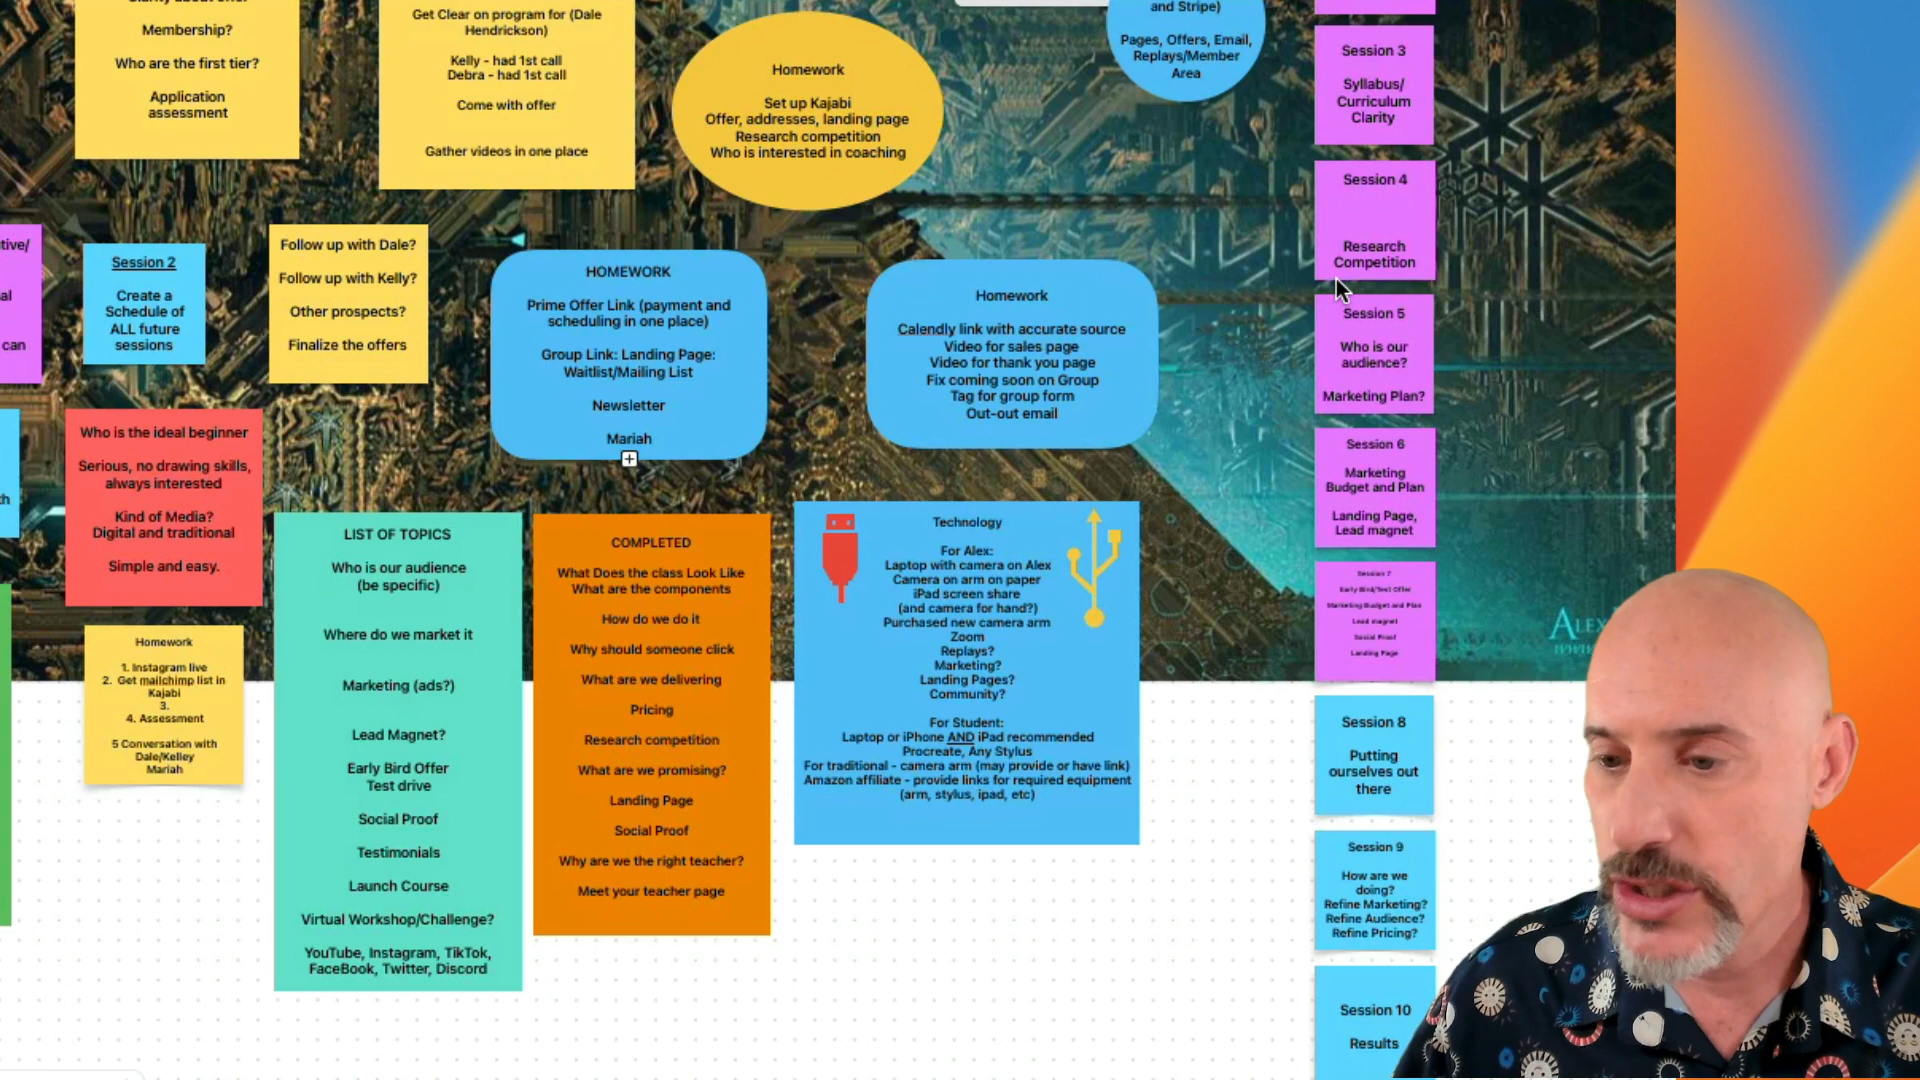 Membership?
Who are the first tier?
Application
assessment
Get Clear on program for (Dale
Hendrickson)
Kelly - had 1st call
Debra - had 1st call
Come with offer
Gather videos in one place
Homework
Set up Kajabi
Offer, addresses, landing page
Research competition
Who is interested in coaching
and Stripe)
Pages, Offers, Email,
Replays/Member
Area
Session 3
Syllabus/
Curriculum
Clarity
Session 4
Research
Competition
Session 5
Who is our
audience?
Marketing Plan?
Session 6
Marketing
Budget and Plan
Landing Page,
Lead magnet
Session 7
Early Bird/Test Offer
Marketing Budget and Plan
Lead magnet
Social Proof
Landing Page
Session 8
Putting
ourselves out
there
Session 9
How are we
doing?
Refine Marketing?
Refine Audience?
Refine Pricing?
Session 10
Results
can
Session 2
Create a
Schedule of
ALL future
sessions
Follow up with Dale?
Follow up with Kelly?
Other prospects?
Finalize the offers
HOMEWORK
Prime Offer Link (payment and
scheduling in one place)
Group Link: Landing Page:
Waitlist/Mailing List
Newsletter
Mariah
Homework
Calendly link with accurate source
Video for sales page
Video for thank you page
Fix coming soon on Group
Tag for group form
Out-out email
Who is the ideal beginner
Serious, no drawing skills,
always interested
Kind of Media?
Digital and traditional
Simple and easy.
Homework
1. Instagram live
2. Get mailchimp list in
Kajabi
3.
4. Assessment
5 Conversation with
Dale/Kelley
Mariah
LIST OF TOPICS
Who is our audience
(be specific)
Where do we market it
Marketing (ads?)
Lead Magnet?
Early Bird Offer
Test drive
Social Proof
Testimonials
Launch Course
Virtual Workshop/Challenge?
YouTube, Instagram, TikTok,
FaceBook, Twitter, Discord
COMPLETED
What Does the class Look Like
What are the components
How do we do it
Why should someone click
What are we delivering
Pricing
Research competition
What are we promising?
Landing Page
Social Proof
Why are we the right teacher?
Meet your teacher page
Technology
For Alex:
Laptop with camera on Alex
Camera on arm on paper
iPad screen share
(and camera for hand?)
Purchased new camera arm
Zoom
Replays?
Marketing?
Landing Pages?
Community?
For Student:
Laptop or iPhone AND iPad recommended
Procreate, Any Stylus
For traditional - camera arm (may provide or have link)
Amazon affiliate - provide links for required equipment
(arm, stylus, ipad, etc)
ALEX